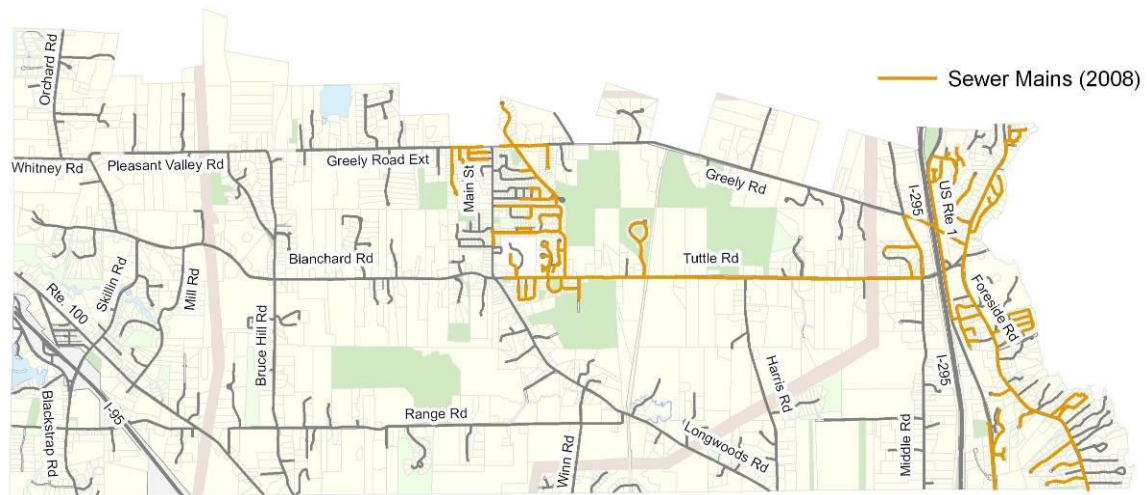 Orchard Rd
Sewer Mains (2008)
Whitney Rd
Pleasant Valley Rd
Greely Road Ext
Main St
Greely Rd
I-295
US Rte 1
Blanchard Rd
Tuttle Rd
Skillin Rd
Mill Rd
Rte. 100
Bruce Hill Rd
Foreside Rd
I-295
Harris Rd
Blackstrap Rd
I-95
Range Rd
Winn Rd
Longwoods Rd
Middle Rd